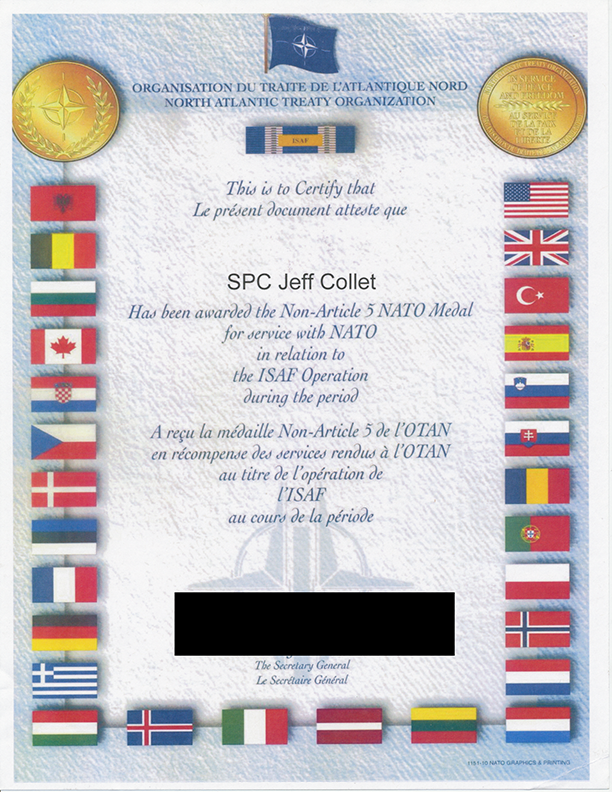 ORGANISATION DU TRAITE DE L'ATLANTIQUE NORD
NORTH ATLANTIC TREATY ORGANIZATION
IN SERVICE
OF PEACE
AND FREEDOM
AU SERVICE
DE LA PAIX
ET DE LA
LIBERTÉ
ISAF
This is to Certify that
Le présent document atteste que
SPC Jeff Collet
Has been awarded the Non-Article 5 NATO Medal
for service with NATO
in relation to
the ISAF Operation
during the period
A reçu la médaille Non-Article 5 de l'OTAN
en récompense des services rendus à l'OTAN
au titre de l'opération de
l'ISAF
au cours de la période
The Secretary General
Le Secrétaire Général
1151-10 NATO GRAPHICS & PRINTING